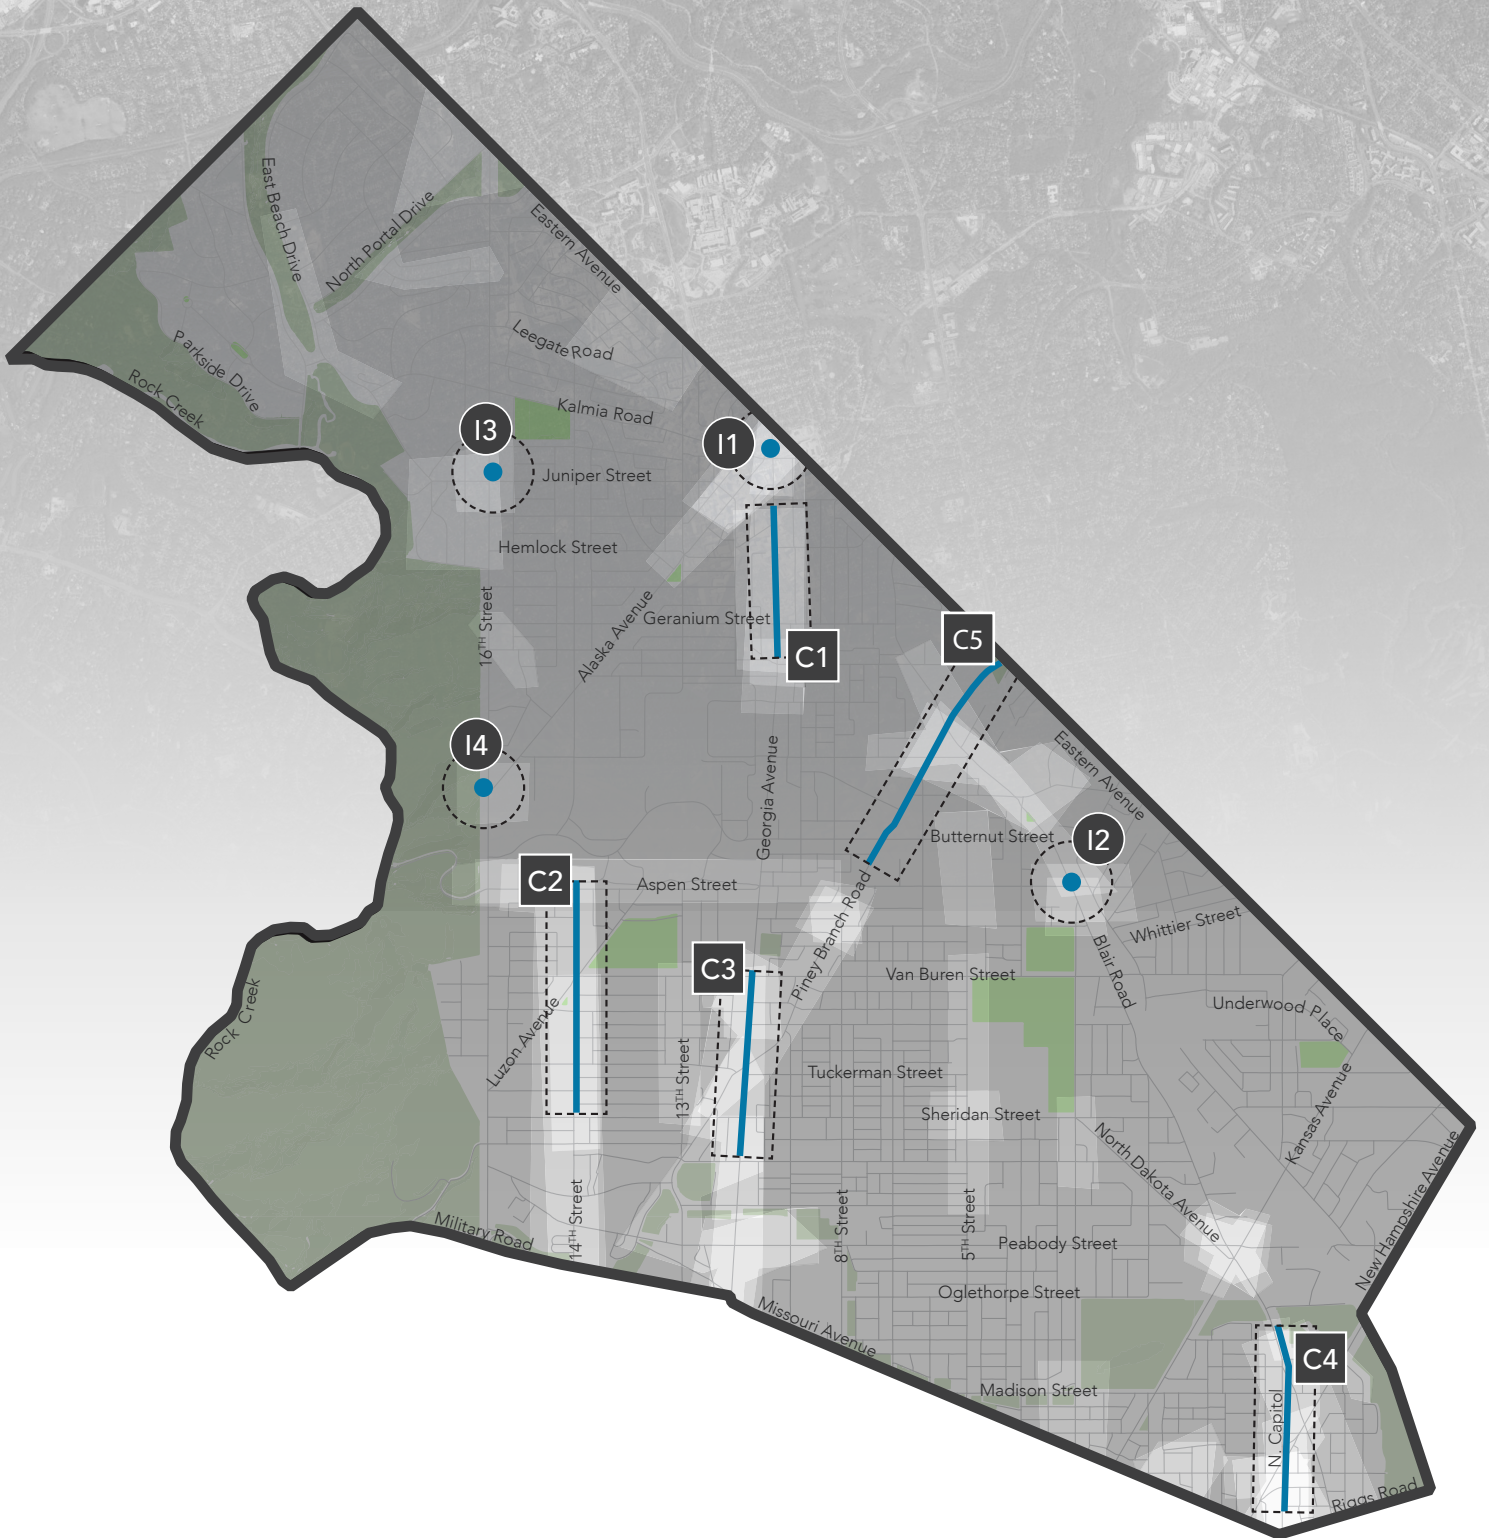 East Beach Drive
North Portal Drive
Eastern Avenue
Parkside Drive
Leegate Road
Rock Creek
Kalmia Road
I3
I1
Juniper Street
Hemlock Street
16TH Street
Alaska Avenue
Geranium Street
C1
C5
I4
Georgia Avenue
Eastern Avenue
Butternut Street
I2
C2
Aspen Street
Piney Branch Road
Whittier Street
C3
Van Buren Street
Blair Road
Rock Creek
Luzon Avenue
Underwood Place
13TH Street
Tuckerman Street
Sheridan Street
Kansas Avenue
North Dakota Avenue
New Hampshire Avenue
Military Road
14TH Street
8TH Street
5TH Street
Peabody Street
Oglethorpe Street
Missouri Avenue
C4
Madison Street
N. Capitol
Riggs Road